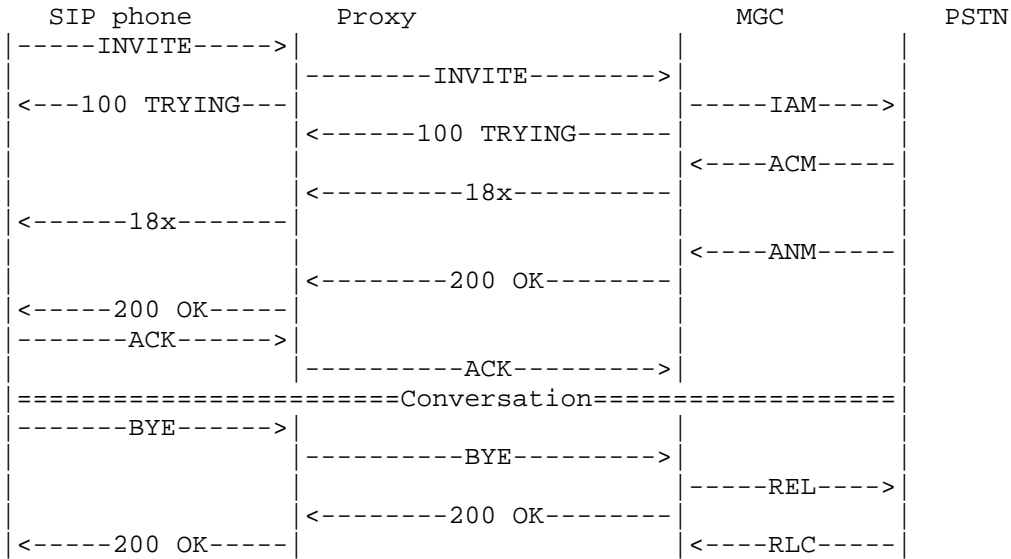 SIP phone Proxy MGC PSTN
|-----INVITE----->| | |
| |--------INVITE-------->| |
|<---100 TRYING---| |-----IAM---->|
| |<------100 TRYING------| |
| | |<----ACM-----|
| |<---------18x----------| |
|<------18x-------| | |
| | |<----ANM-----|
| |<--------200 OK--------| |
|<-----200 OK-----| | |
|-------ACK------>| | |
| |----------ACK--------->| |
|========================Conversation===================|
|-------BYE------>| | |
| |----------BYE--------->| |
| | |-----REL---->|
| |<--------200 OK--------| |
|<-----200 OK-----| |<----RLC-----|